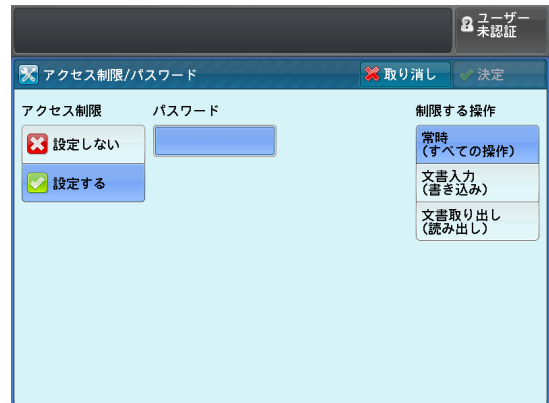 ユーザー
未認証
アクセス制限/パスワード
取り消し
決定
アクセス制限
パスワード
制限する操作
設定しない
設定する
常時
(すべての操作)
文書入力
(書き込み)
文書取り出し
(読み出し)